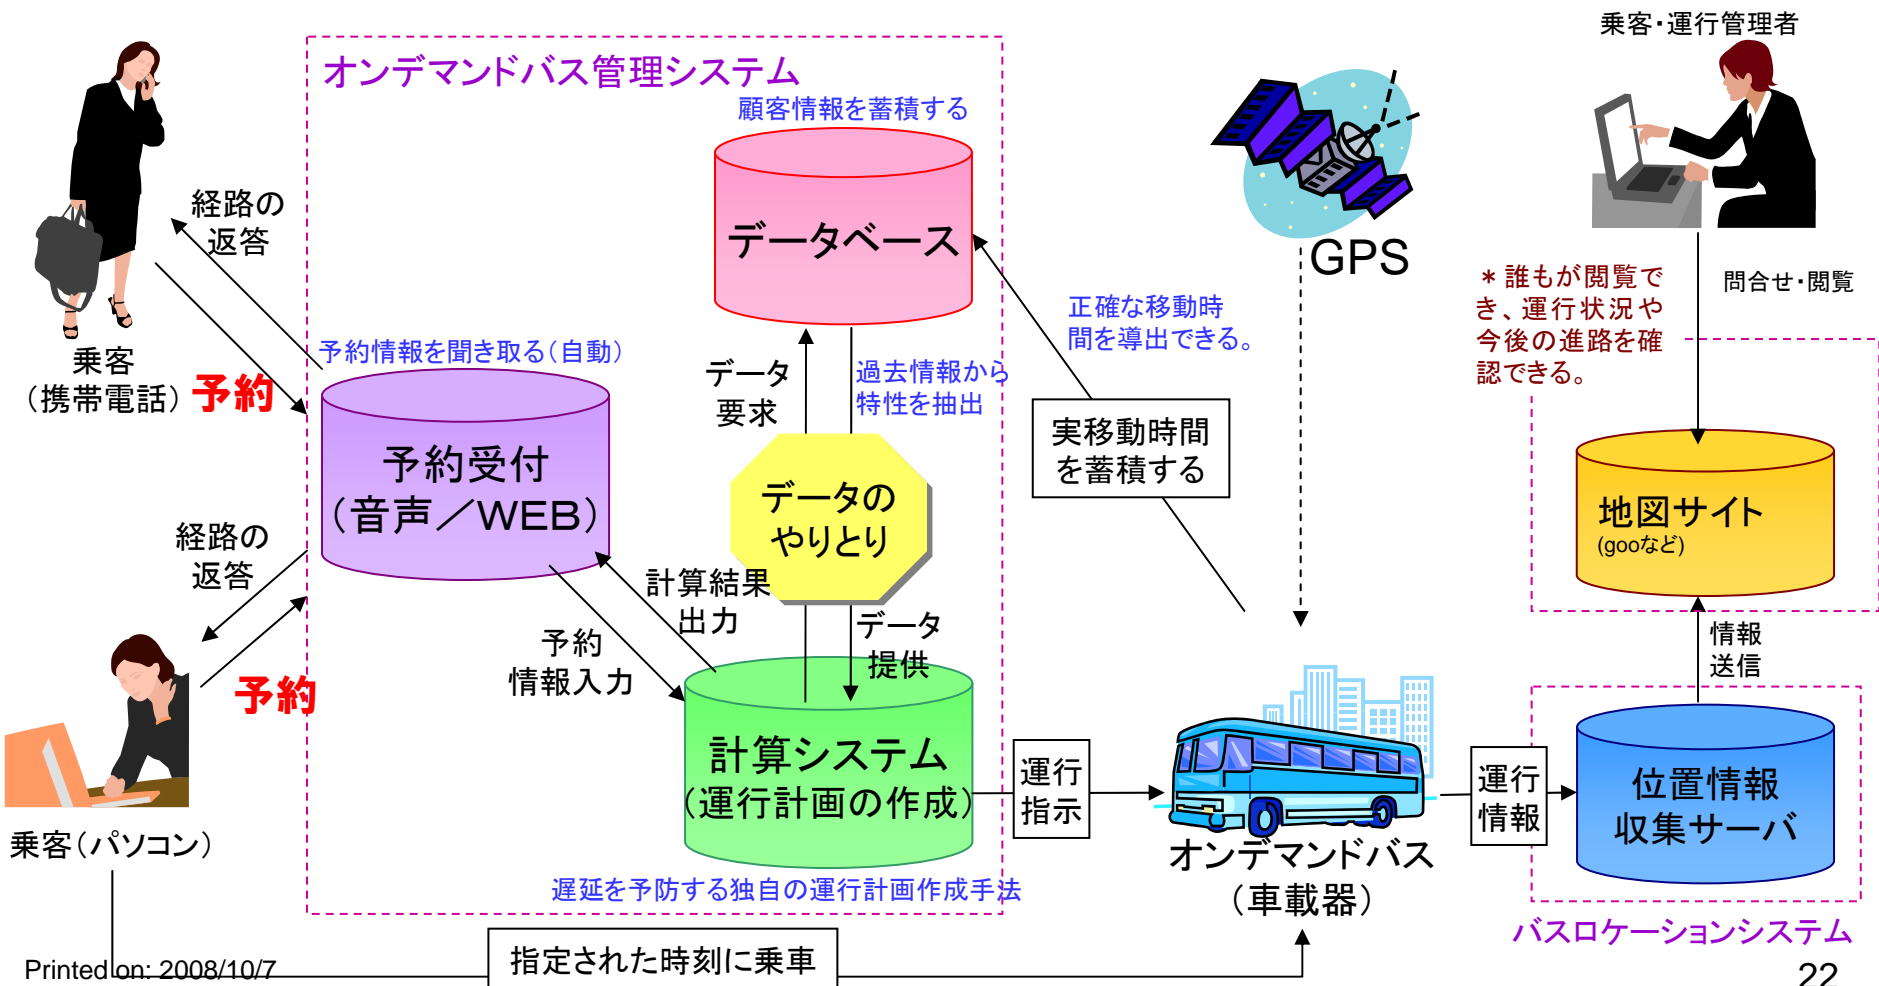 乗客・運行管理者
オンデマンドバス管理システム
顧客情報を蓄積する
データベース
経路の
返答
GPS
＊誰もが閲覧で
き、運行状況や
今後の進路を確
認できる。
問合せ・閲覧
正確な移動時
間を導出できる。
乗客
（携帯電話）
予約
予約情報を聞き取る（自動）
データ
要求
過去情報から
特性を抽出
実移動時間
を蓄積する
予約受付
（音声／WEB）
データの
やりとり
地図サイト
(gooなど)
経路の
返答
計算結果
出力
データ
提供
予約
情報入力
情報
送信
予約
計算システム
（運行計画の作成）
運行
指示
運行
情報
位置情報
収集サーバ
乗客（パソコン）
オンデマンドバス
（車載器）
遅延を予防する独自の運行計画作成手法
バスロケーションシステム
指定された時刻に乗車
Printed on: 2008/10/7
22